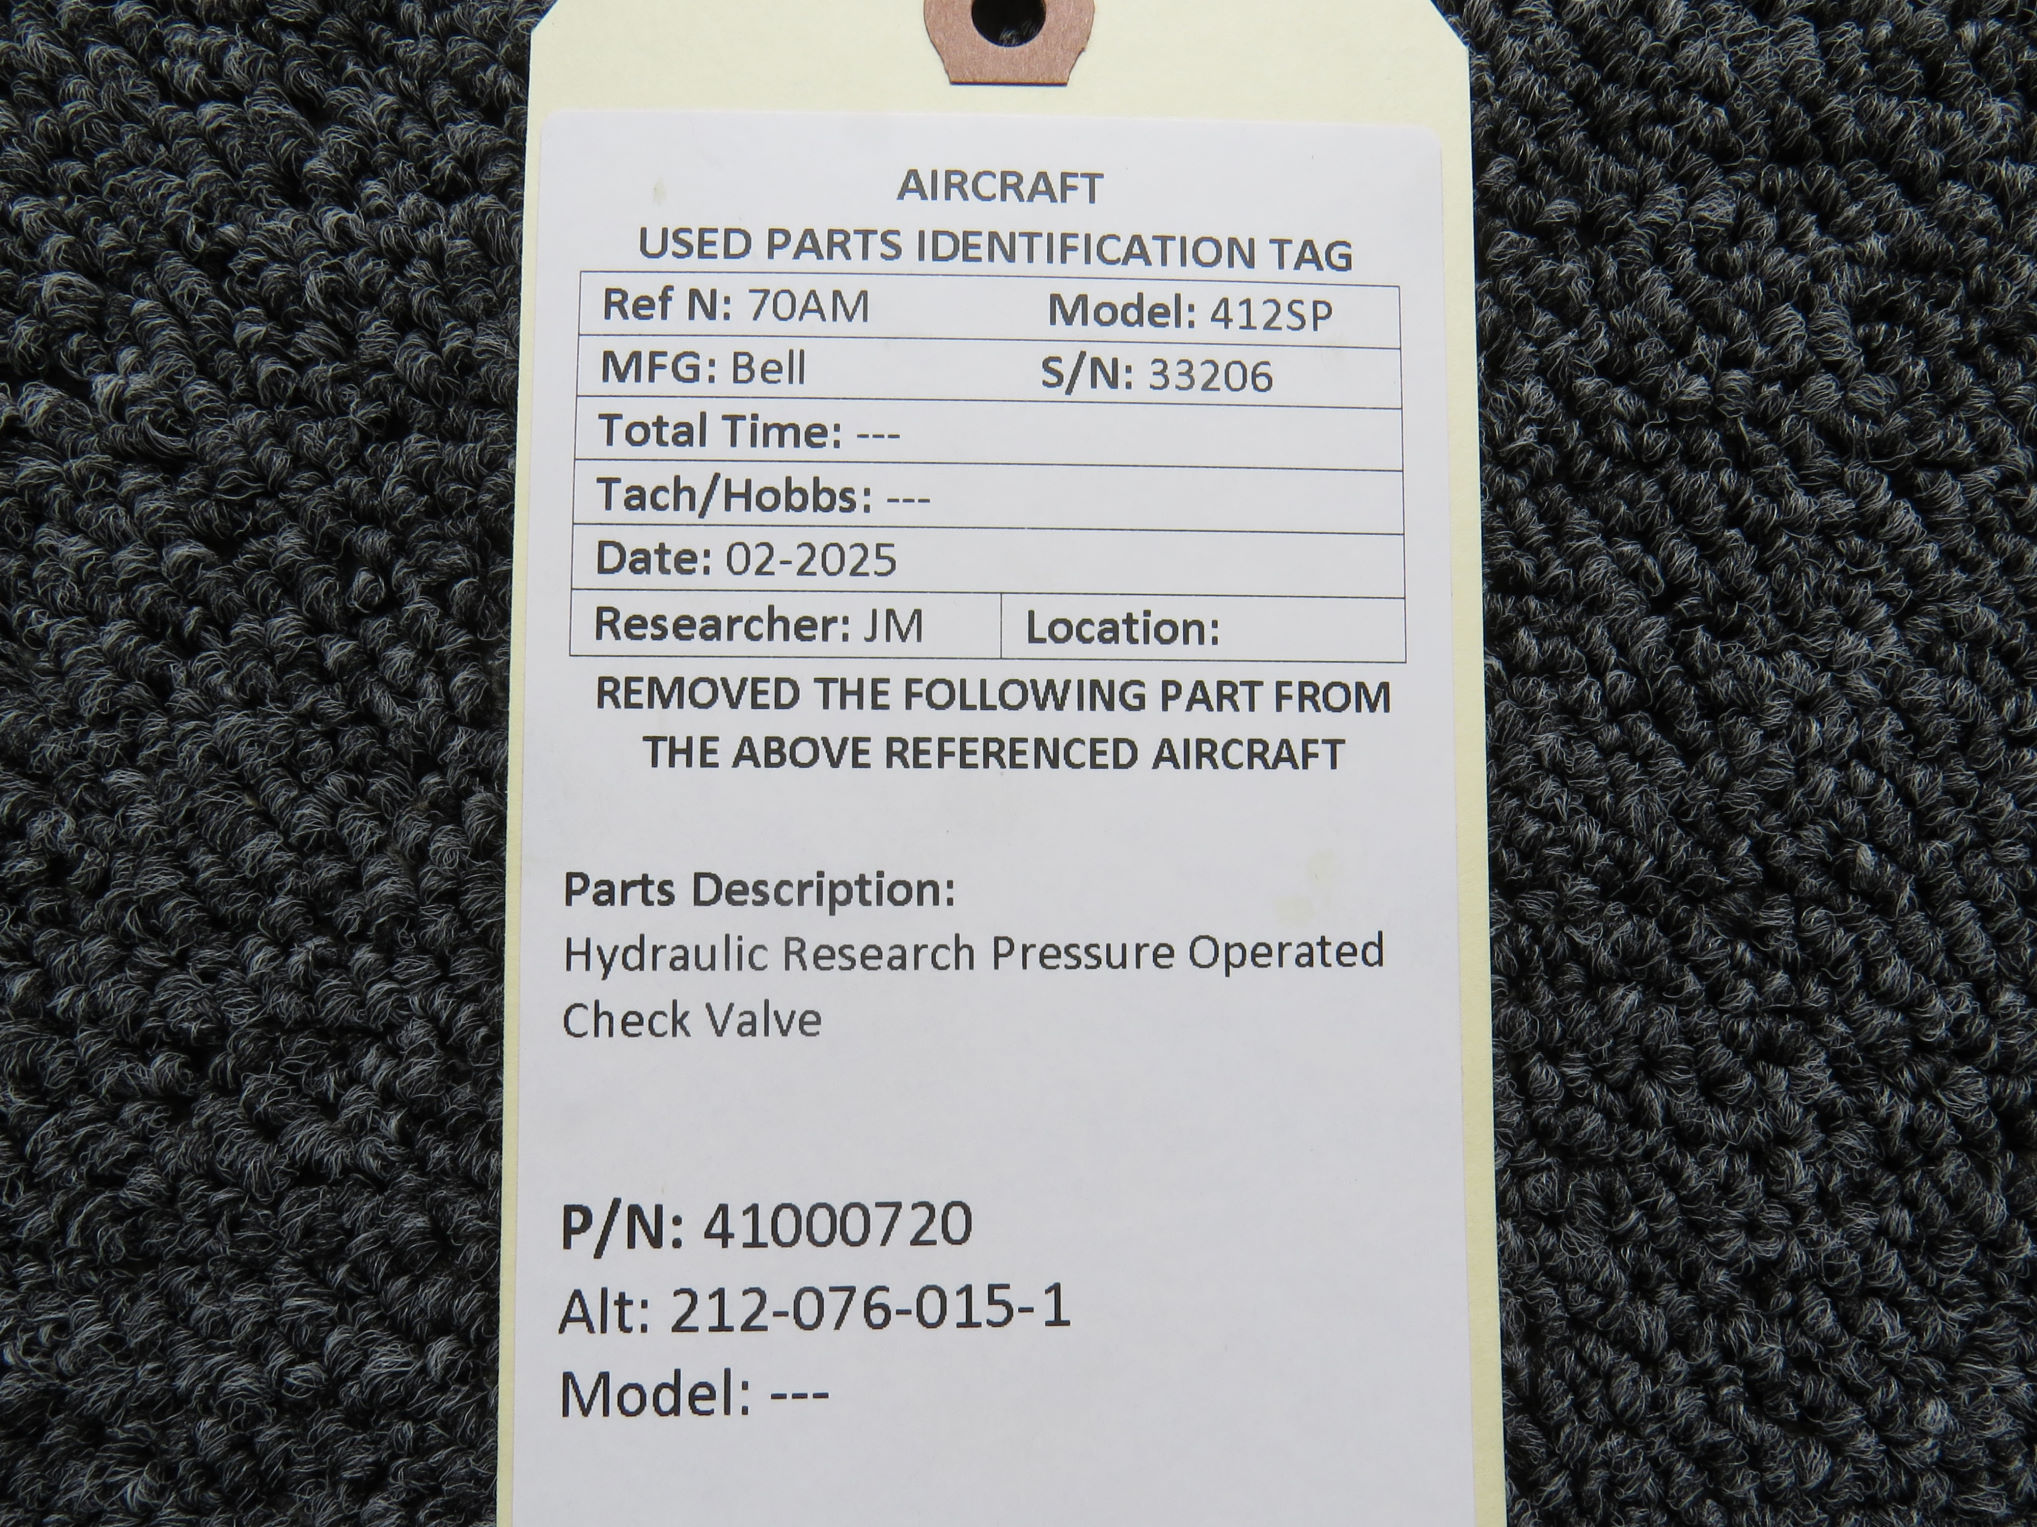 AIRCRAFT
USED PARTS IDENTIFICATION TAG
Ref N: 70AM Model: 412SP
MFG: Bell S/N: 33206
Total Time: ---
Tach/Hobbs: ---
Date: 02-2025
Researcher: JM Location:
REMOVED THE FOLLOWING PART FROM
THE ABOVE REFERENCED AIRCRAFT
Parts Description:
Hydraulic Research Pressure Operated
Check Valve
P/N: 41000720
Alt: 212-076-015-1
Model: ---